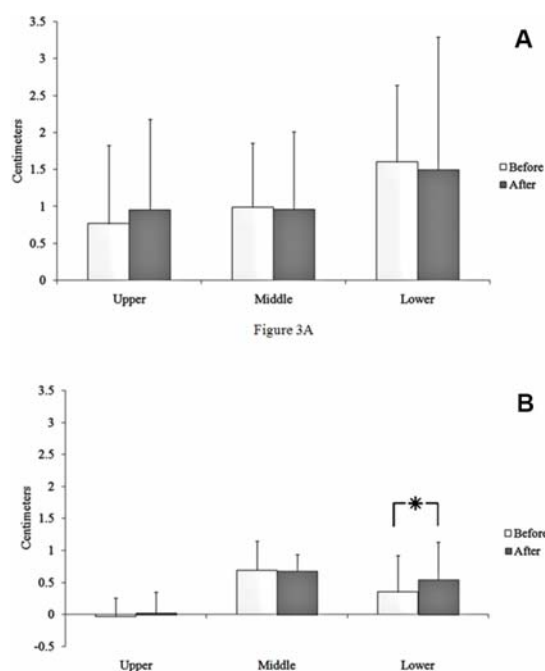 A
3.5
3
2.5
2
1.5
1
0.5
0
Centimeters
Before
After
Upper Middle Lower
Figure 3A
B
3.5
3
2.5
2
1.5
1
0.5
0
-0.5
Centimeters
*
Before
After
Upper Middle Lower